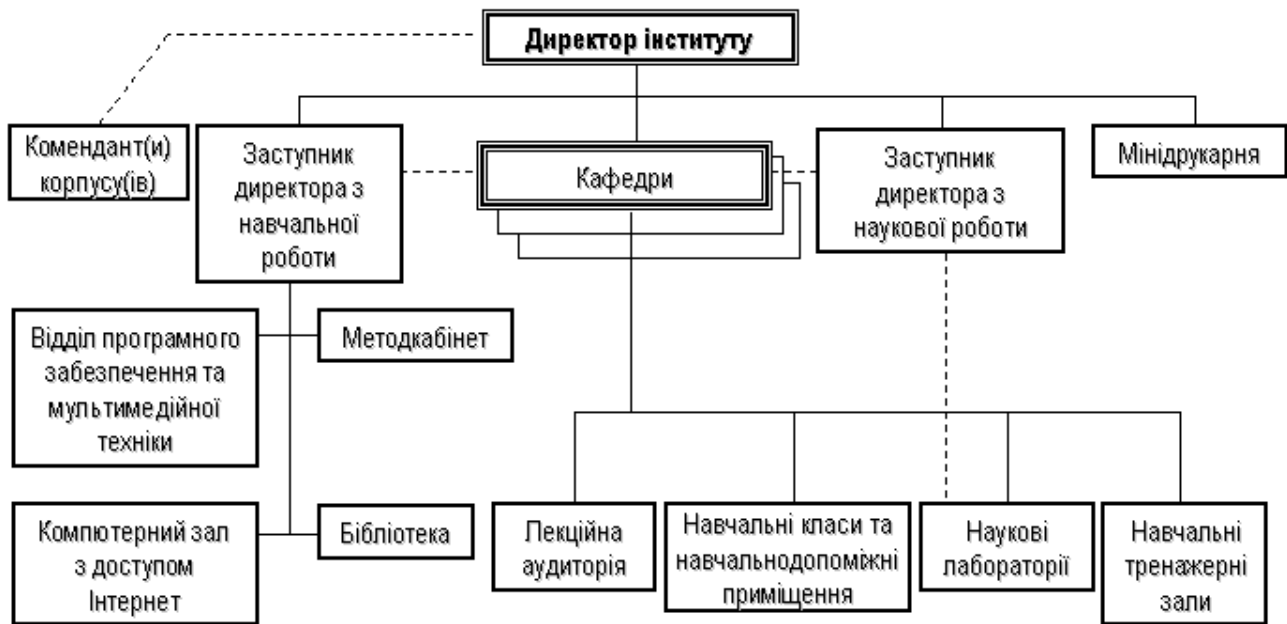 Директор інституту
Комендант(и)
корпусу(ів)
Заступник
директора з
навчальної
роботи
Кафедри
Заступник
директора з
наукової роботи
Мінідрукарня
Відділ програмного
забезпечення та
мультимедійної
техніки
Методкабінет
Компютерний зал
з доступом
Інтернет
Бібліотека
Лекційна
аудиторія
Навчальні класи та
навчальнодопоміжні
приміщення
Наукові
лабораторії
Навчальні
тренажерні
зали